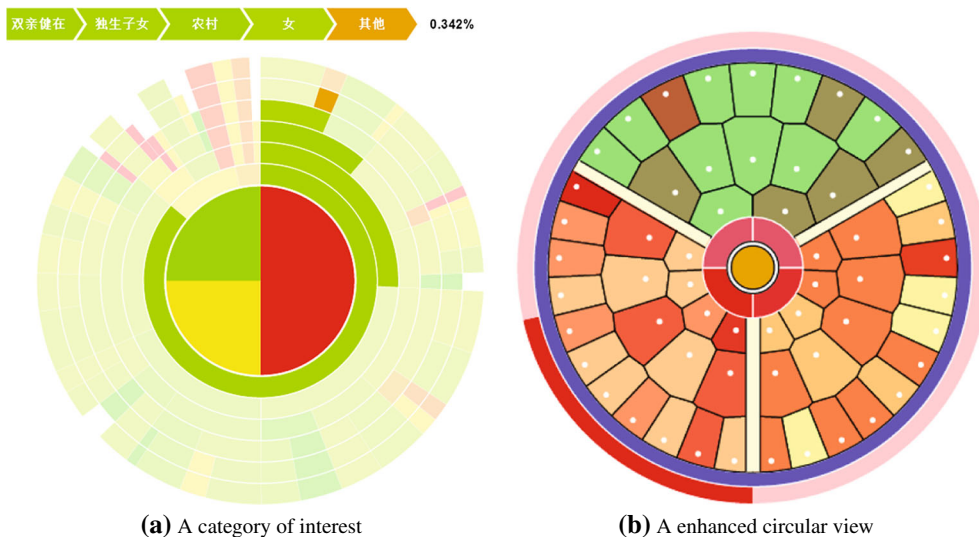 双亲健在 独生子女 农村 女 其他 0.342%
(a) A category of interest
(b) A enhanced circular view